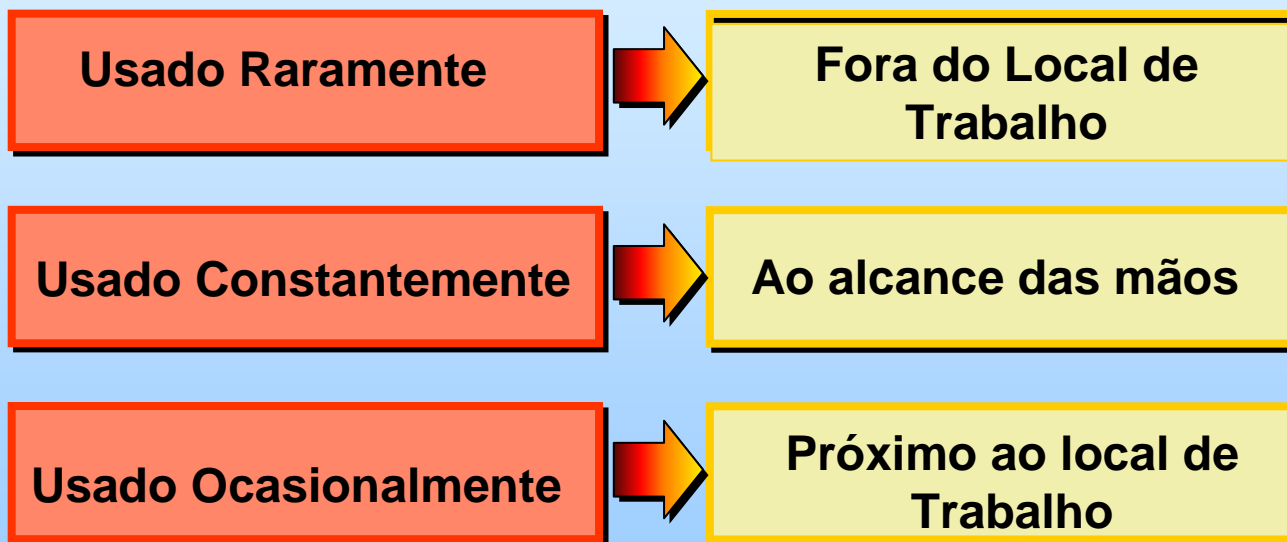 Usado Raramente
Fora do Local de
Trabalho
Usado Constantemente
Ao alcance das mãos
Usado Ocasionalmente
Próximo ao local de
Trabalho